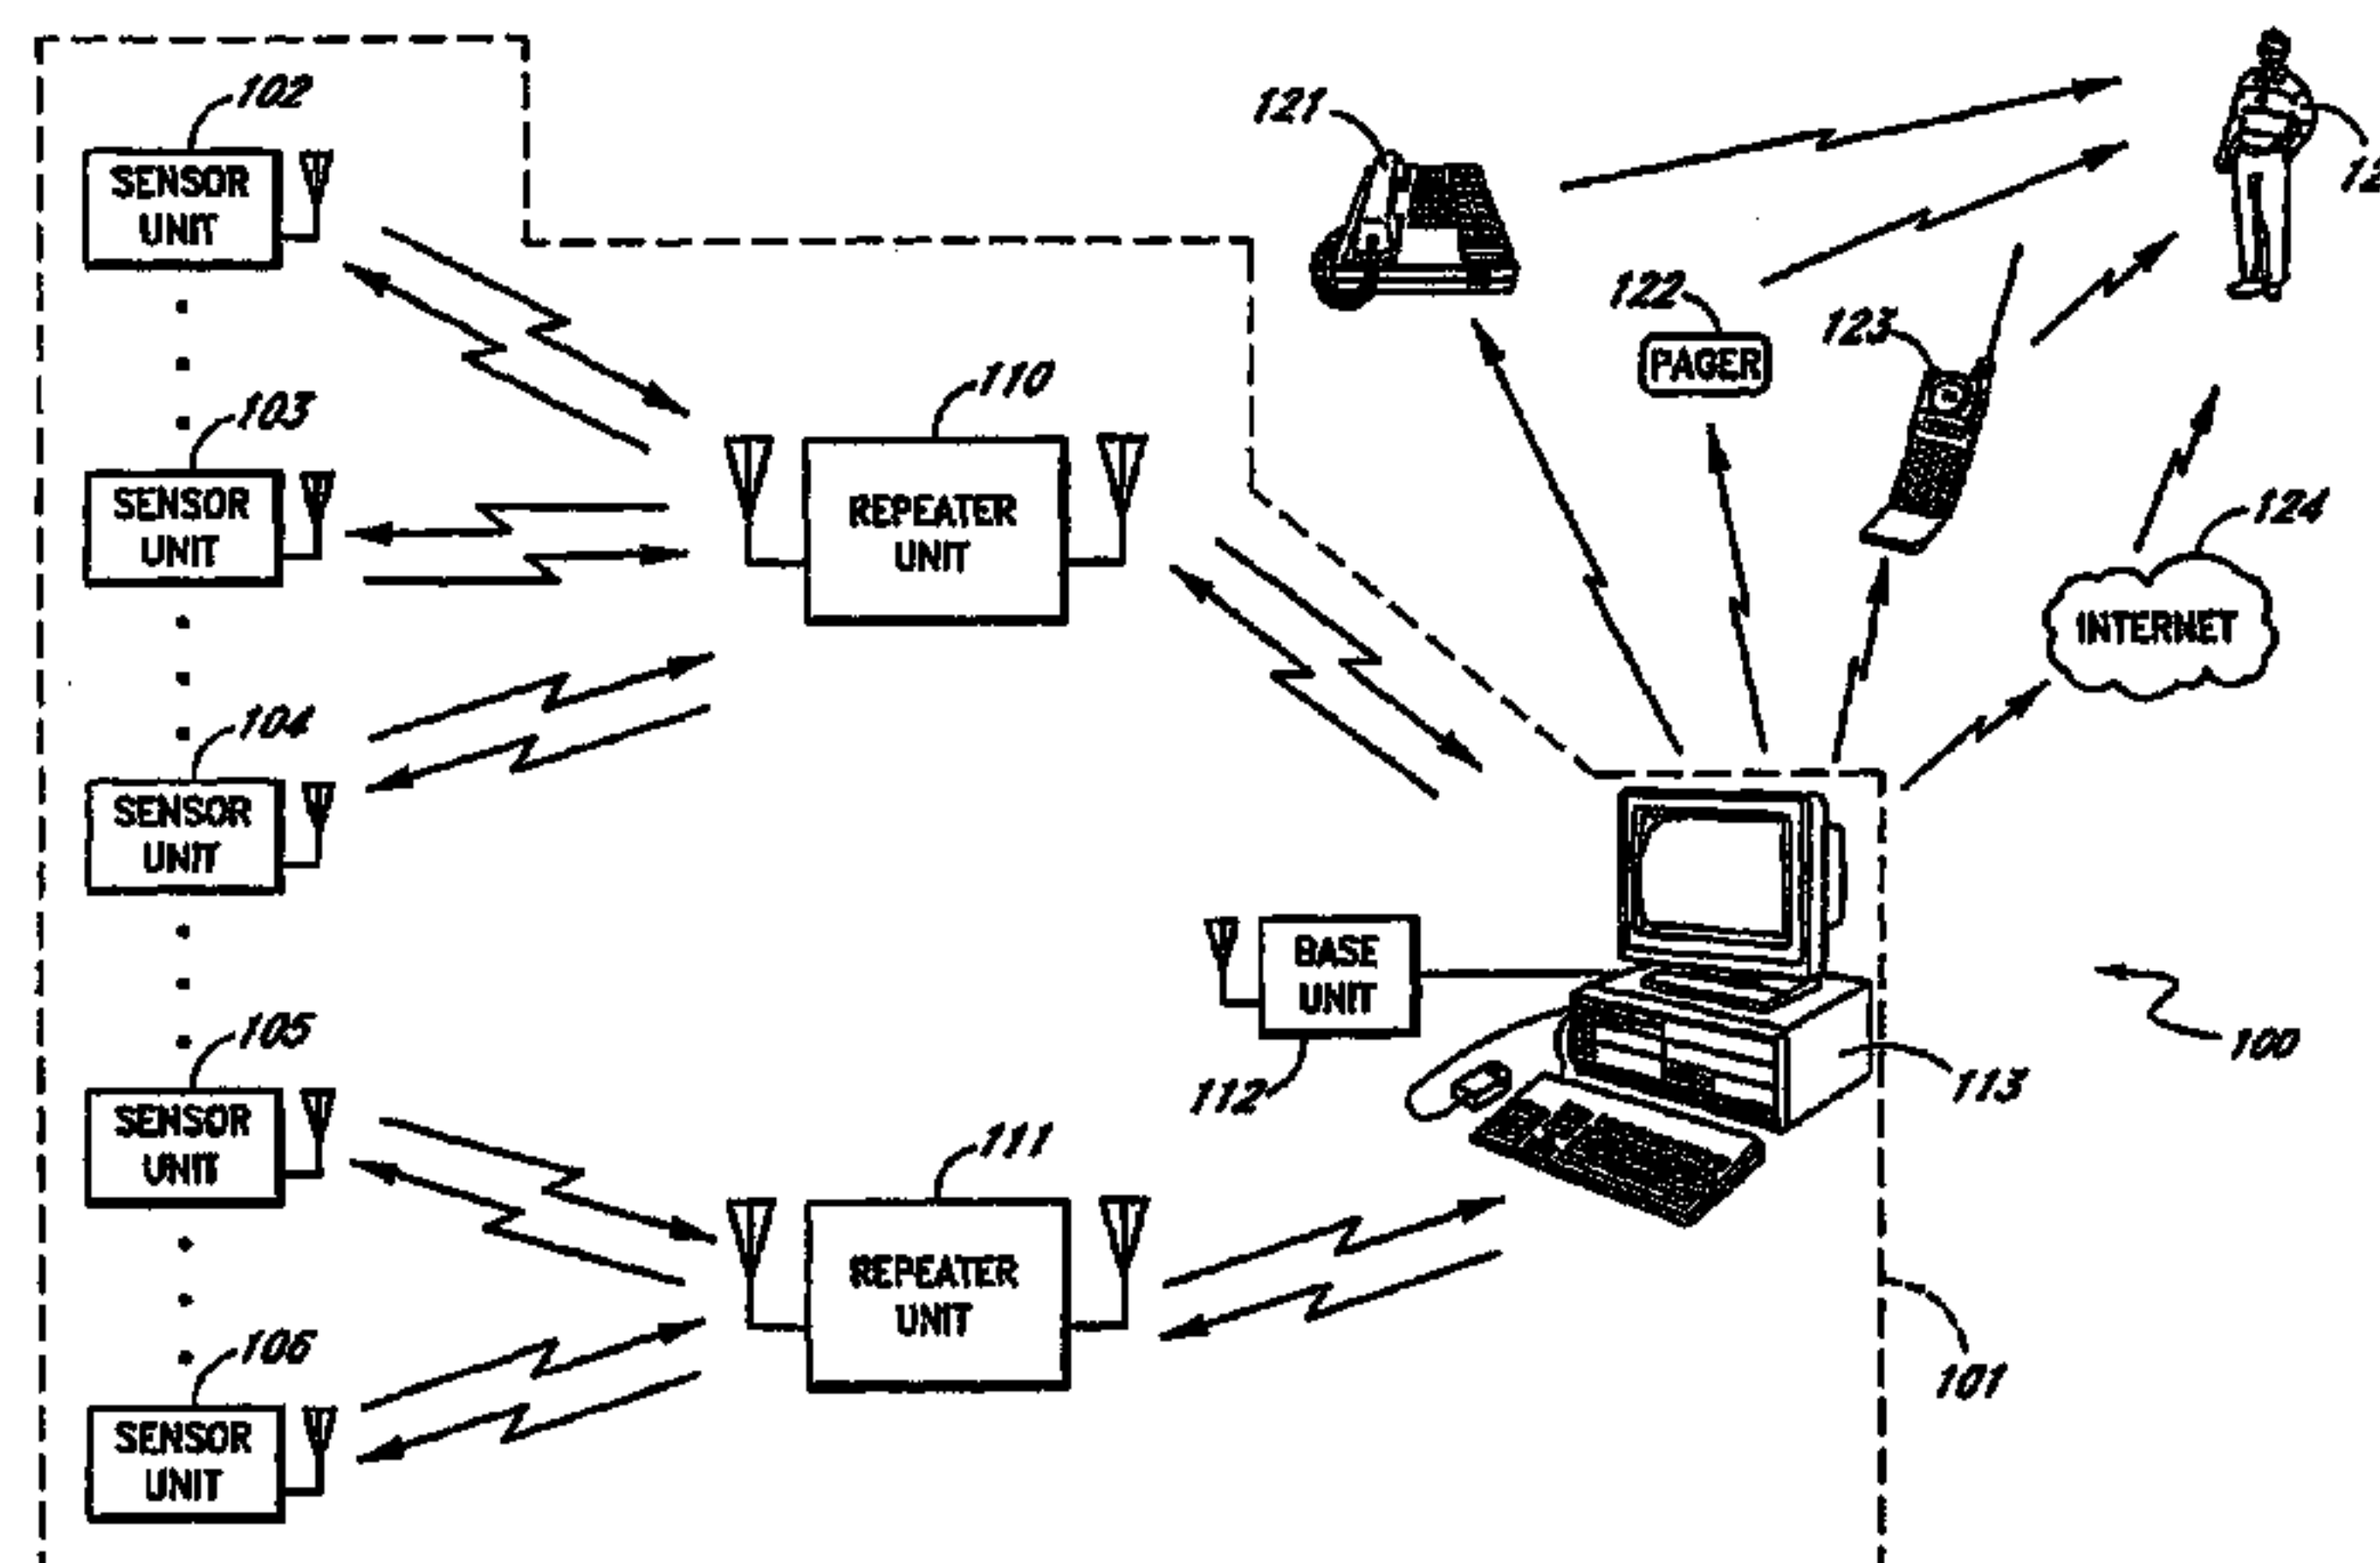 102
SENSOR
UNIT
103
SENSOR
UNIT
104
SENSOR
UNIT
105
SENSOR
UNIT
106
SENSOR
UNIT
110
REPEATER
UNIT
111
REPEATER
UNIT
BASE
UNIT
112
113
121
122
PAGER
123
124
INTERNET
100
101